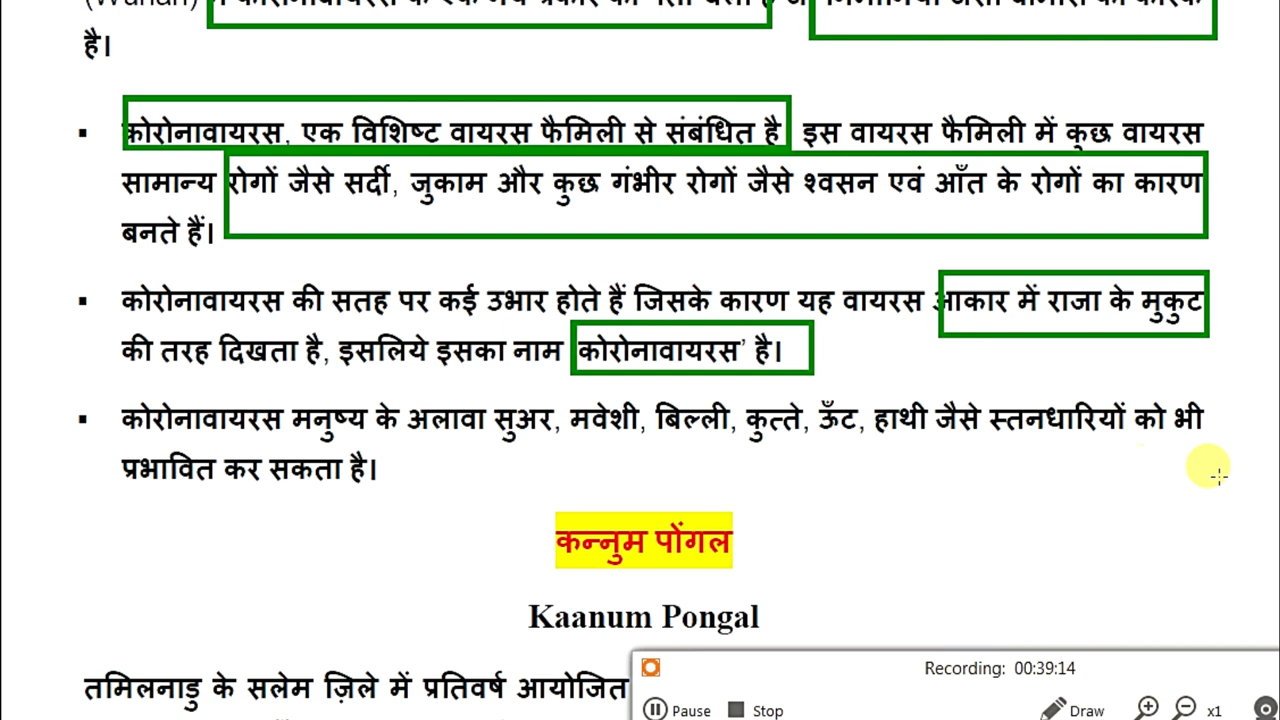 (Wuhan)
है।
▪ कोरोनावायरस, एक विशिष्ट वायरस फैमिली से संबंधित है इस वायरस फैमिली में कुछ वायरस
सामान्य रोगों जैसे सर्दी, जुकाम और कुछ गंभीर रोगों जैसे श्वसन एवं आँत के रोगों का कारण
बनते हैं।
▪ कोरोनावायरस की सतह पर कई उभार होते हैं जिसके कारण यह वायरस आकार में राजा के मुकुट
की तरह दिखता है, इसलिये इसका नाम कोरोनावायरस’ है।
▪ कोरोनावायरस मनुष्य के अलावा सुअर, मवेशी, बिल्ली, कुत्ते, ऊँट, हाथी जैसे स्तनधारियों को भी
प्रभावित कर सकता है।
कन्नुम पोंगल
Kaanum Pongal
तमिलनाडु के सलेम ज़िले में प्रतिवर्ष आयोजित
Recording: 00:39:14
Pause Stop Draw x1